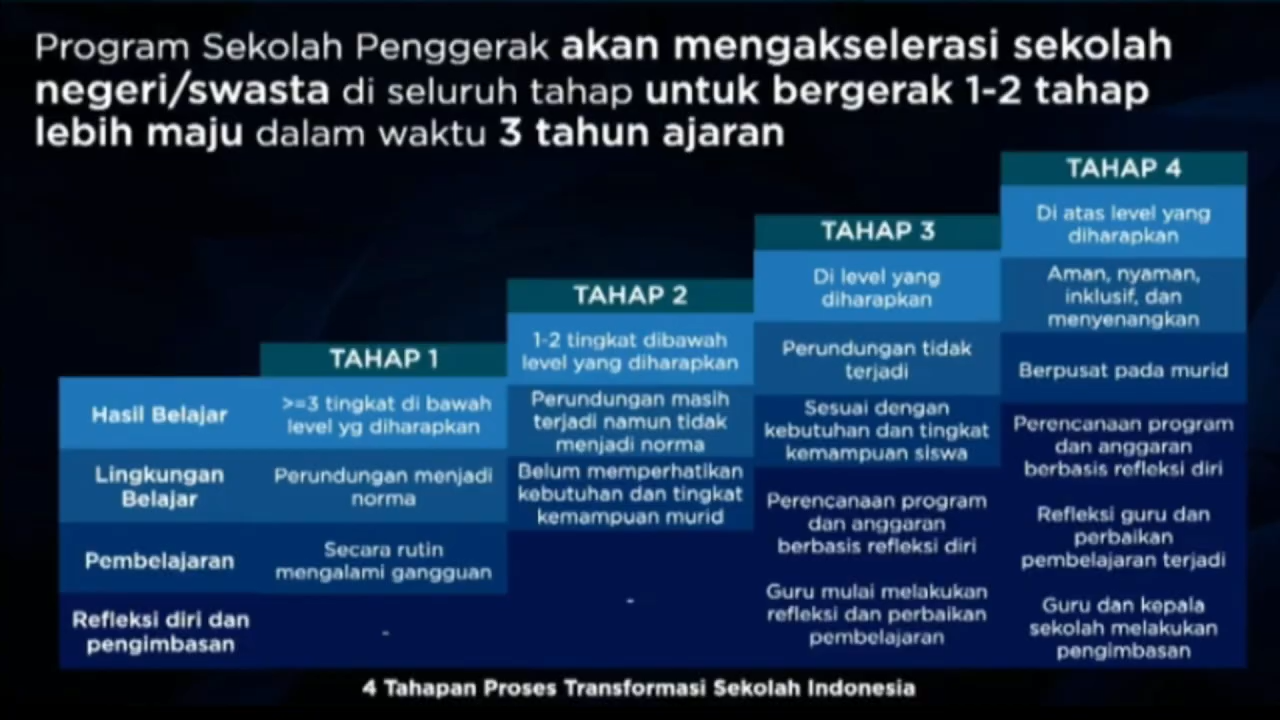 Program Sekolah Penggerak akan mengakselerasi sekolah
negeri/swasta di seluruh tahap untuk bergerak 1-2 tahap
lebih maju dalam waktu 3 tahun ajaran
Hasil Belajar
Lingkungan
Belajar
Pembelajaran
Refleksi diri dan
pengimbasan
TAHAP 1
>=3 tingkat di bawah
level yg diharapkan
Perundungan menjadi
norma
Secara rutin
mengalami gangguan
-
TAHAP 2
1-2 tingkat dibawah
level yang diharapkan
Perundungan masih
terjadi namun tidak
menjadi norma
Belum memperhatikan
kebutuhan dan tingkat
kemampuan murid
-
TAHAP 3
Di level yang
diharapkan
Perundungan tidak
terjadi
Sesuai dengan
kebutuhan dan tingkat
kemampuan siswa
Perencanaan program
dan anggaran
berbasis refleksi diri
Guru mulai melakukan
refleksi dan perbaikan
pembelajaran
TAHAP 4
Di atas level yang
diharapkan
Aman, nyaman,
inklusif, dan
menyenangkan
Berpusat pada murid
Perencanaan program
dan anggaran
berbasis refleksi diri
Refleksi guru dan
perbaikan
pembelajaran terjadi
Guru dan kepala
sekolah melakukan
pengimbasan
4 Tahapan Proses Transformasi Sekolah Indonesia